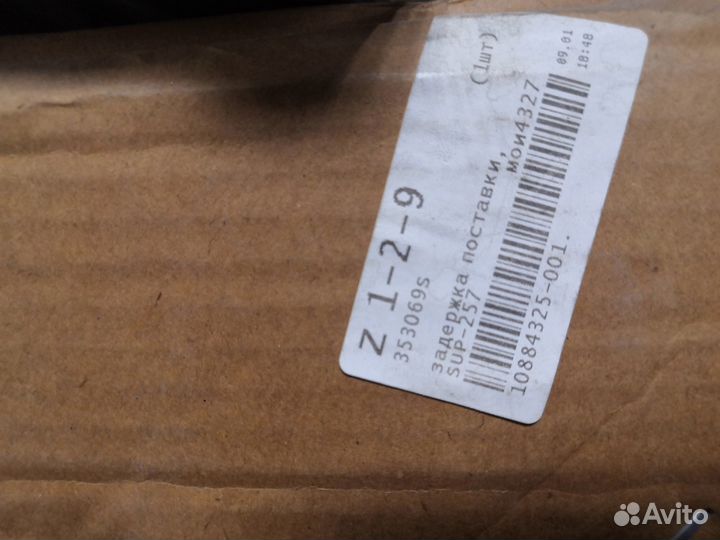 z 1-2-9
353069s
(1шт)
задержка поставки,
SUP-257 мои4327
09.01
18:48
10884325-001.
Avito